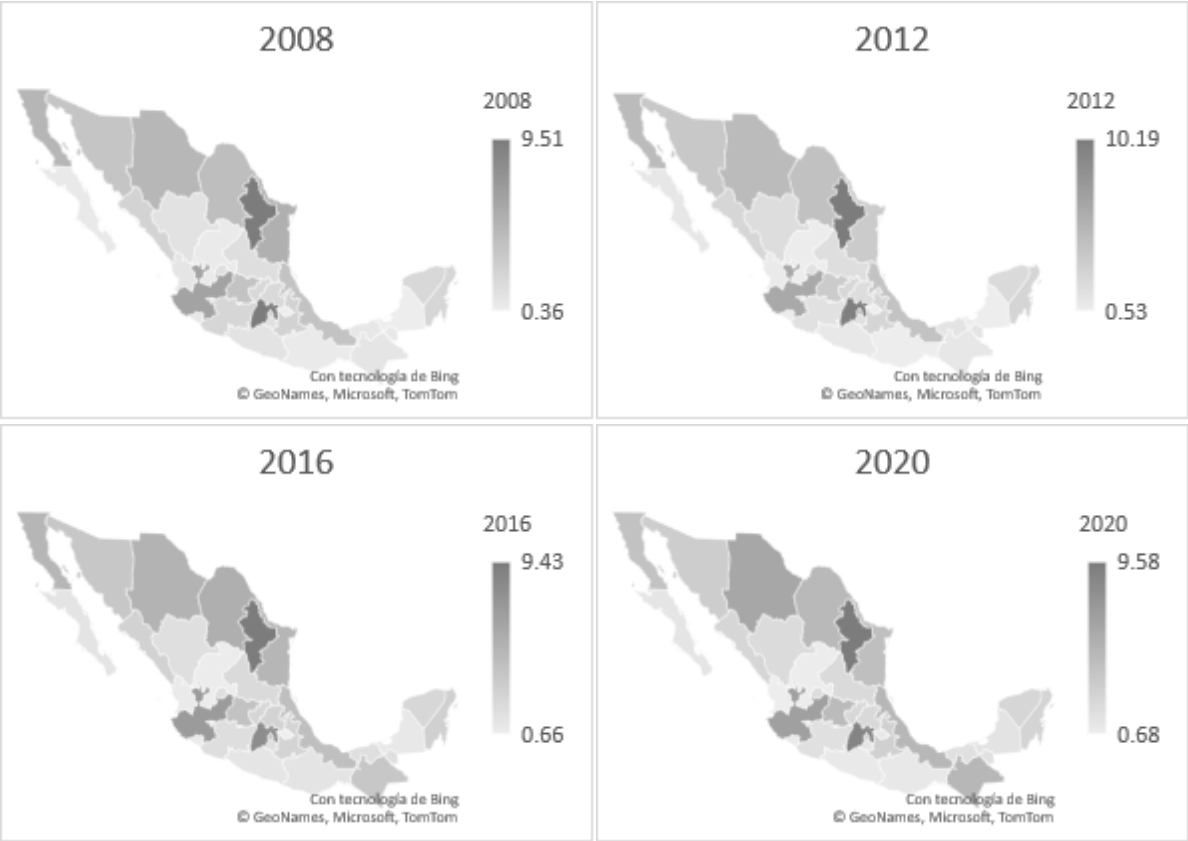 2008
2008
9.51
0.36
Con tecnología de Bing
© GeoNames, Microsoft, TomTom
2012
2012
10.19
0.53
Con tecnología de Bing
© GeoNames, Microsoft, TomTom
2016
2016
9.43
0.66
Con tecnología de Bing
© GeoNames, Microsoft, TomTom
2020
2020
9.58
0.68
Con tecnología de Bing
© GeoNames, Microsoft, TomTom